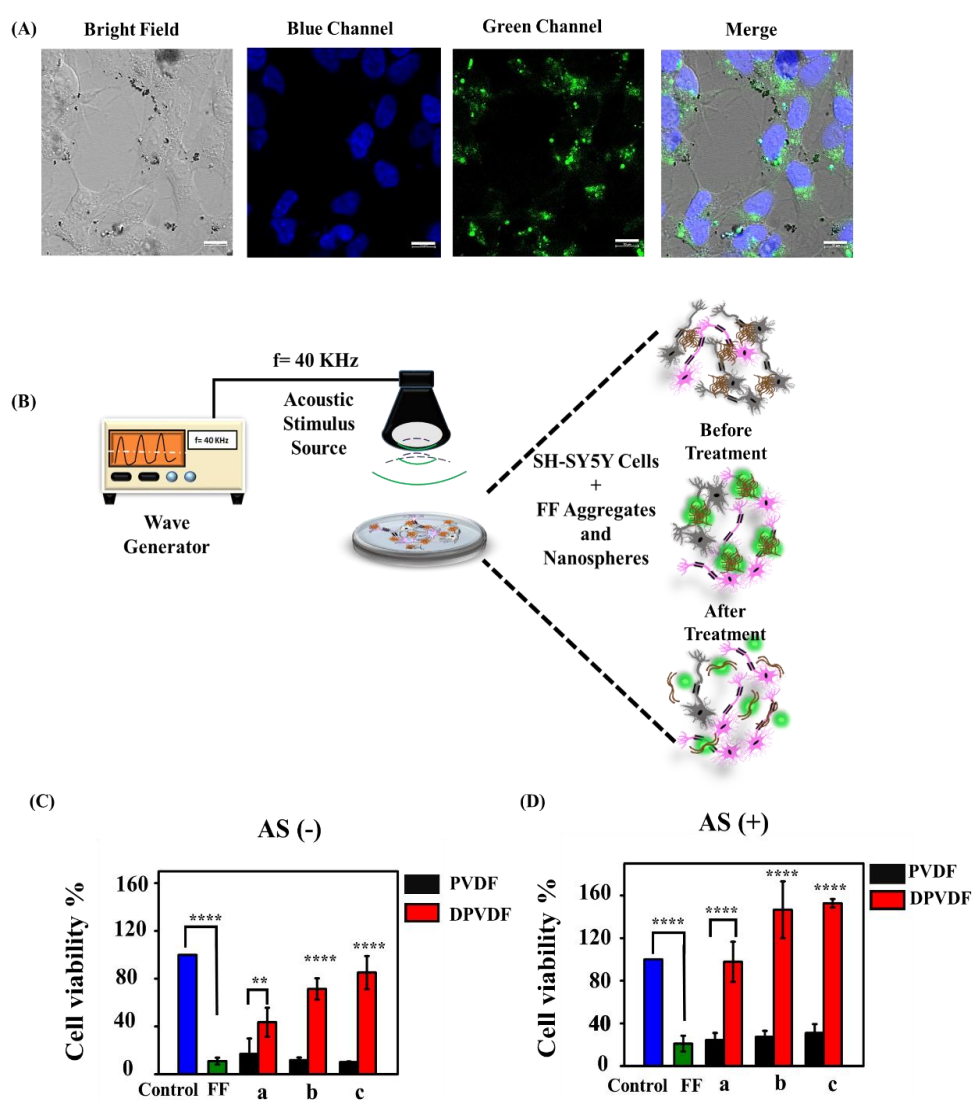 (A)
Bright Field
Blue Channel
Green Channel
Merge
(B)
f= 40 KHz
Acoustic
Stimulus
Source
f= 40 KHz
Wave
Generator
SH-SY5Y Cells
+
FF Aggregates
and
Nanospheres
Before
Treatment
After
Treatment
(C)
AS (-)
Cell viability %
160
120
80
40
0
****
**
****
****
PVDF
DPVDF
Control
FF
a
b
c
(D)
AS (+)
Cell viability %
160
120
80
40
0
****
****
****
****
PVDF
DPVDF
Control
FF
a
b
c